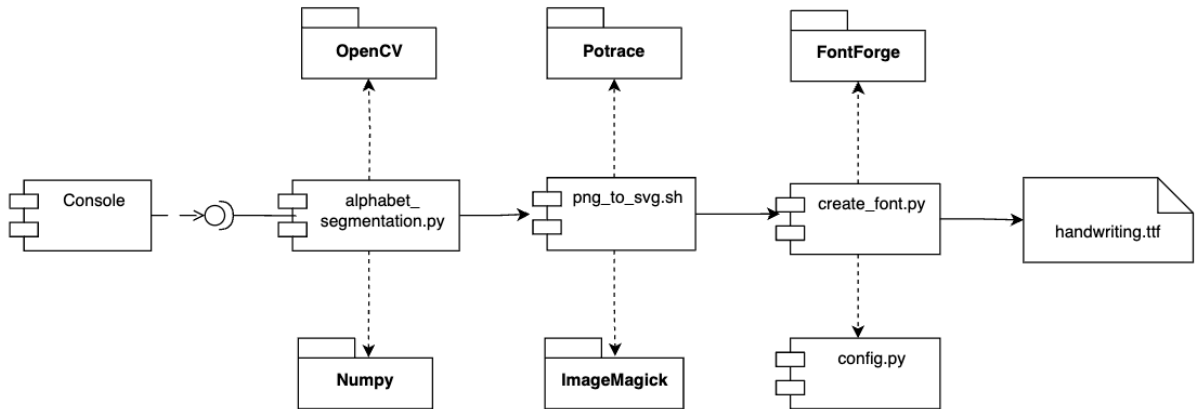 OpenCV
Potrace
FontForge
Console
alphabet_
segmentation.py
png_to_svg.sh
create_font.py
handwriting.ttf
Numpy
ImageMagick
config.py